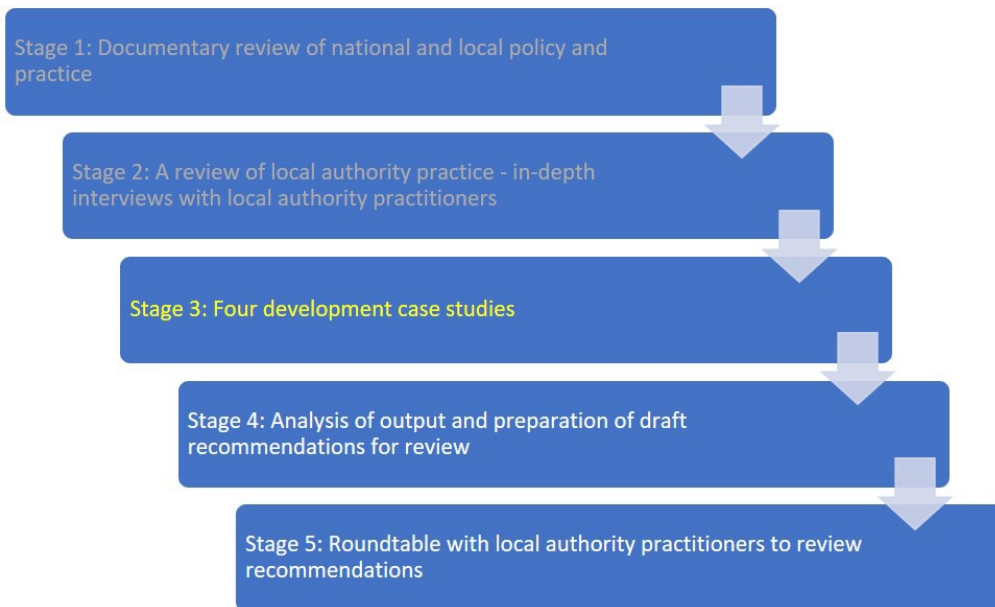 Stage 1: Documentary review of national and local policy and
practice
Stage 2: A review of local authority practice - in-depth
interviews with local authority practitioners
Stage 3: Four development case studies
Stage 4: Analysis of output and preparation of draft
recommendations for review
Stage 5: Roundtable with local authority practitioners to review
recommendations